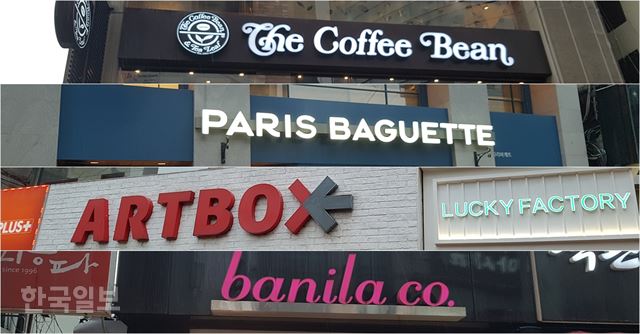 The Coffee Bean & Tea Leaf
The Coffee Bean
PARIS BAGUETTE
PLUS+
ARTBOX
LUCKY FACTORY
since 1996
banila co.
한국일보